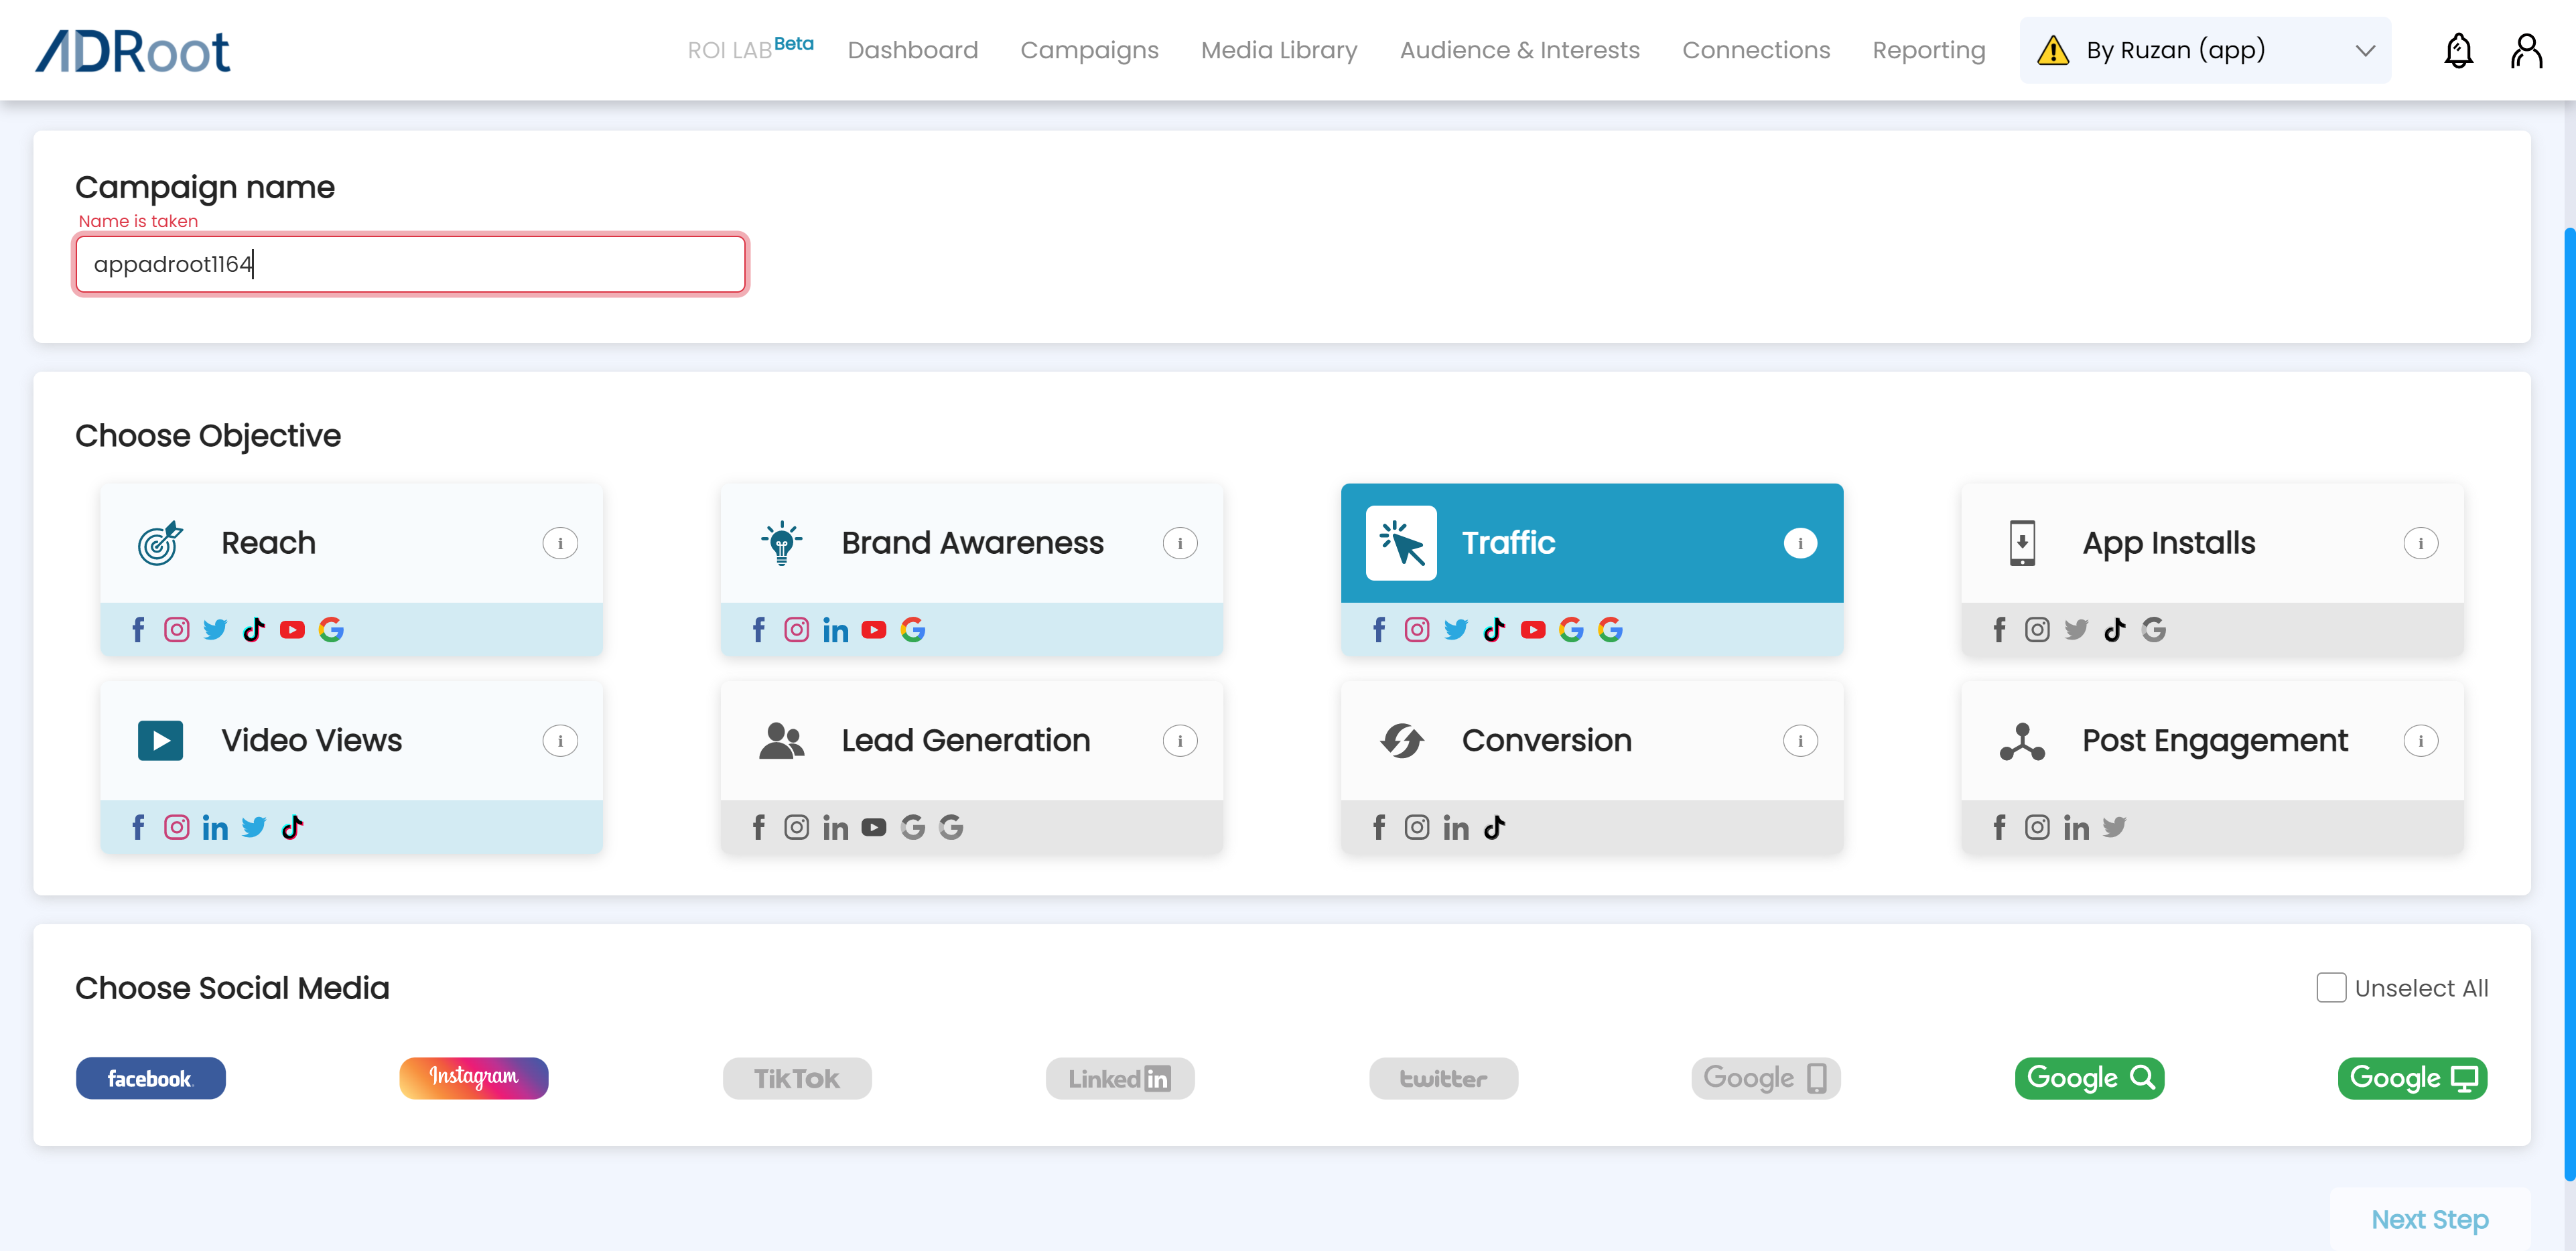 ADRoot
ROI LAB Beta Dashboard Campaigns Media Library Audience & Interests Connections Reporting By Ruzan (app)
Campaign name
Name is taken
appadroot1164
Choose Objective
Reach Brand Awareness Traffic App Installs
Video Views Lead Generation Conversion Post Engagement
Choose Social Media
Unselect All
facebook. Instagram TikTok Linkedin twitter Google Google Google
Next Step